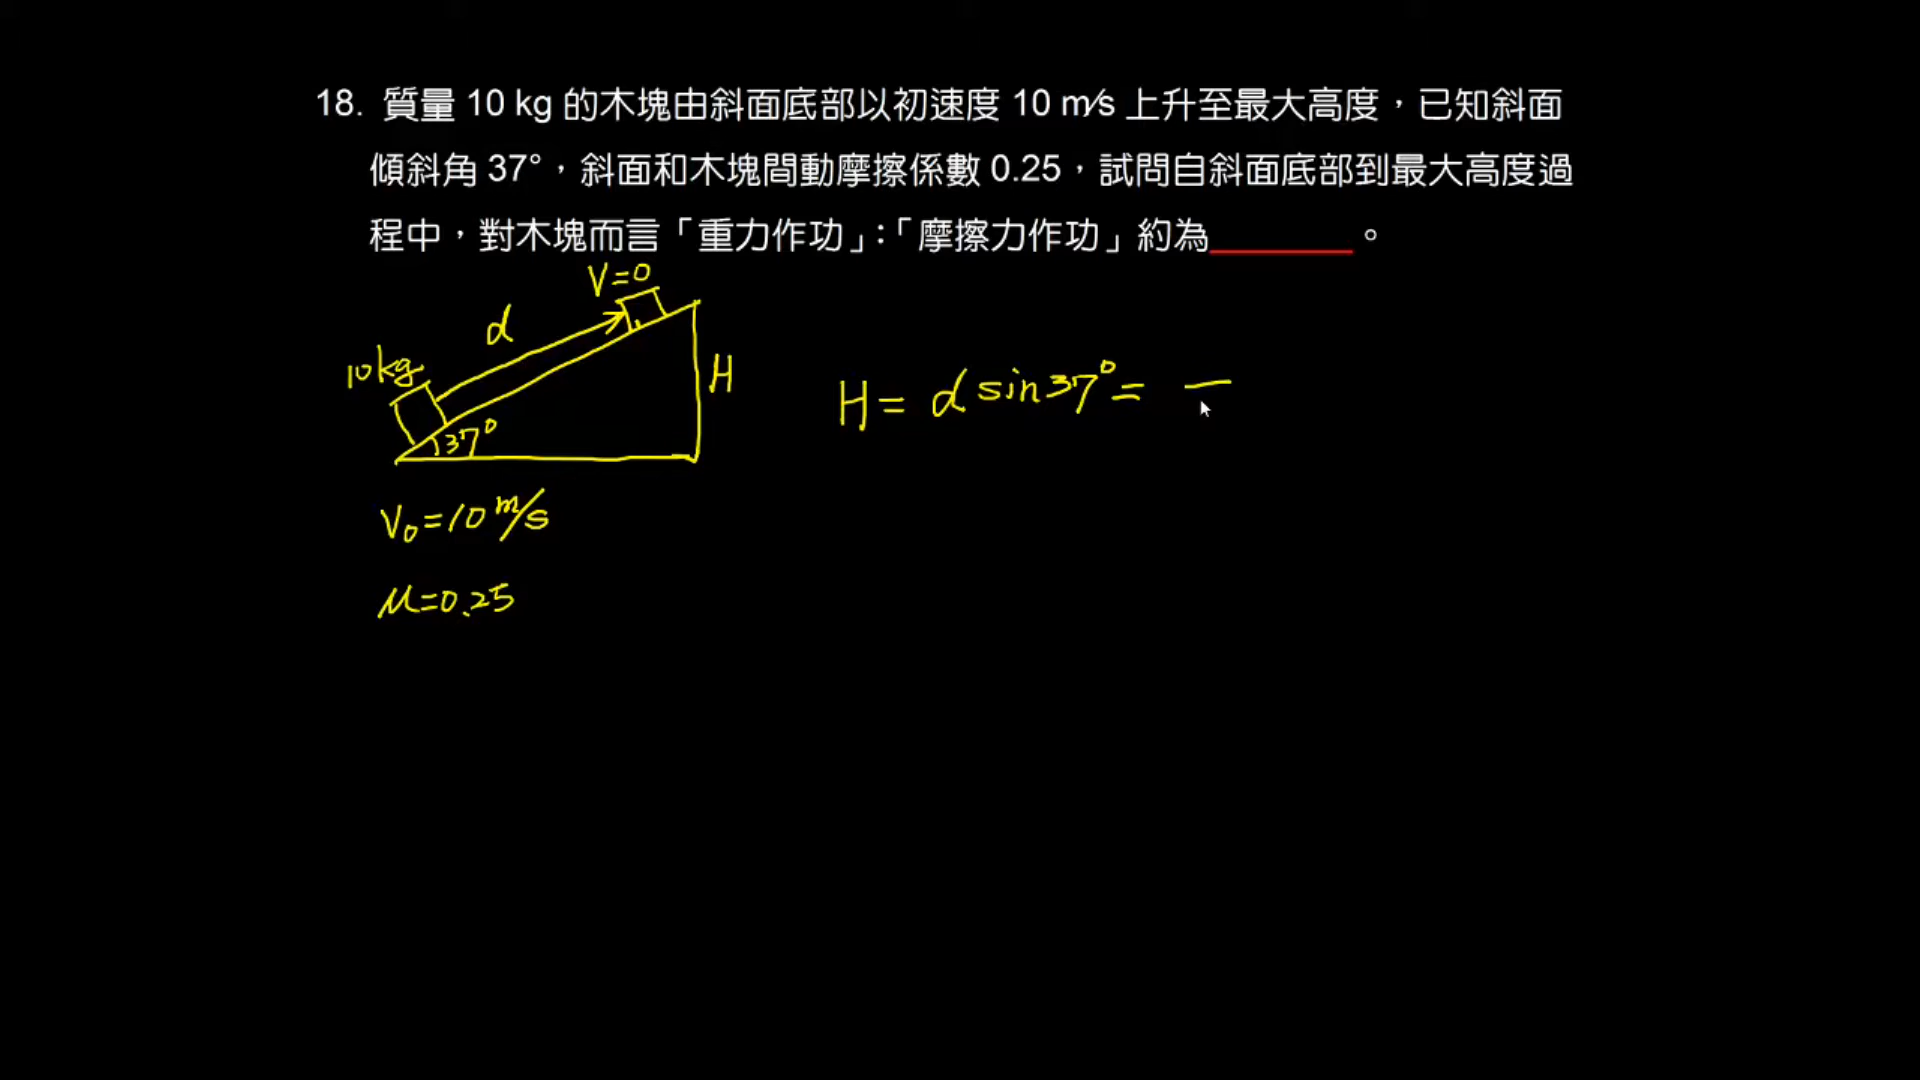 18. 質量 10 kg 的木塊由斜面底部以初速度 10 m/s 上升至最大高度，已知斜面
傾斜角 37°，斜面和木塊間動摩擦係數 0.25，試問自斜面底部到最大高度過
程中，對木塊而言「重力作功」：「摩擦力作功」約為＿＿＿＿。
V=0
d
10kg
H
37°
H = d sin37° = —
V₀=10 m/s
μ=0.25